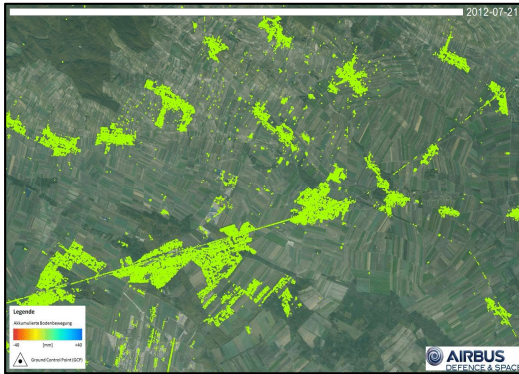 2012-07-21
Legende
Akkumulierte Bodenbewegung
-40 [mm] +40
Ground Control Point (GCP)
AIRBUS
DEFENCE & SPACE